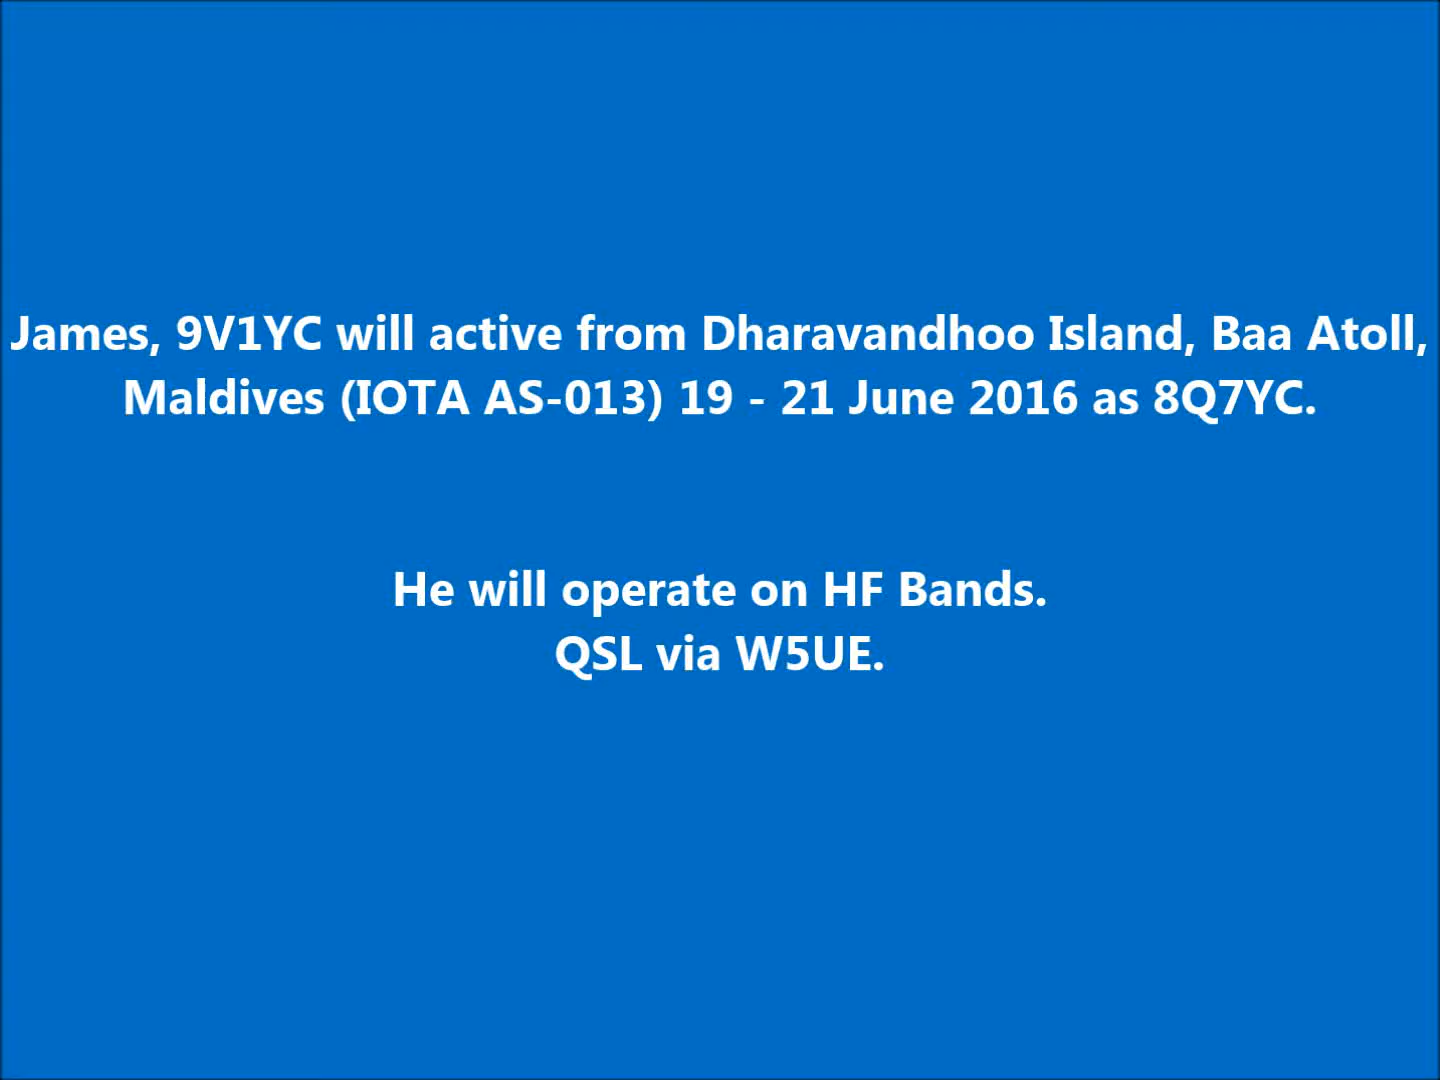 James, 9V1YC will active from Dharavandhoo Island, Baa Atoll,
Maldives (IOTA AS-013) 19 - 21 June 2016 as 8Q7YC.
He will operate on HF Bands.
QSL via W5UE.